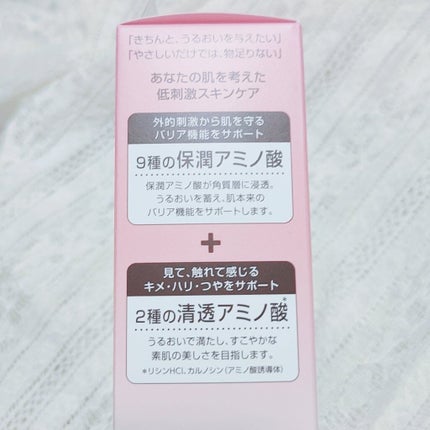 「きちんと、うるおいを与えたい」
「やさしいだけでは、物足りない」
あなたの肌を考えた
低刺激スキンケア
外的刺激から肌を守る
バリア機能をサポート
9種の保潤アミノ酸
保潤アミノ酸が角質層に浸透。
うるおいを蓄え、肌本来の
バリア機能をサポートします。
+
見て、触れて感じる
キメ・ハリ・つやをサポート
2種の清透アミノ酸*
うるおいで満たし、すこやかな
素肌の美しさを目指します。
*リシンHCl、カルノシン(アミノ酸誘導体)